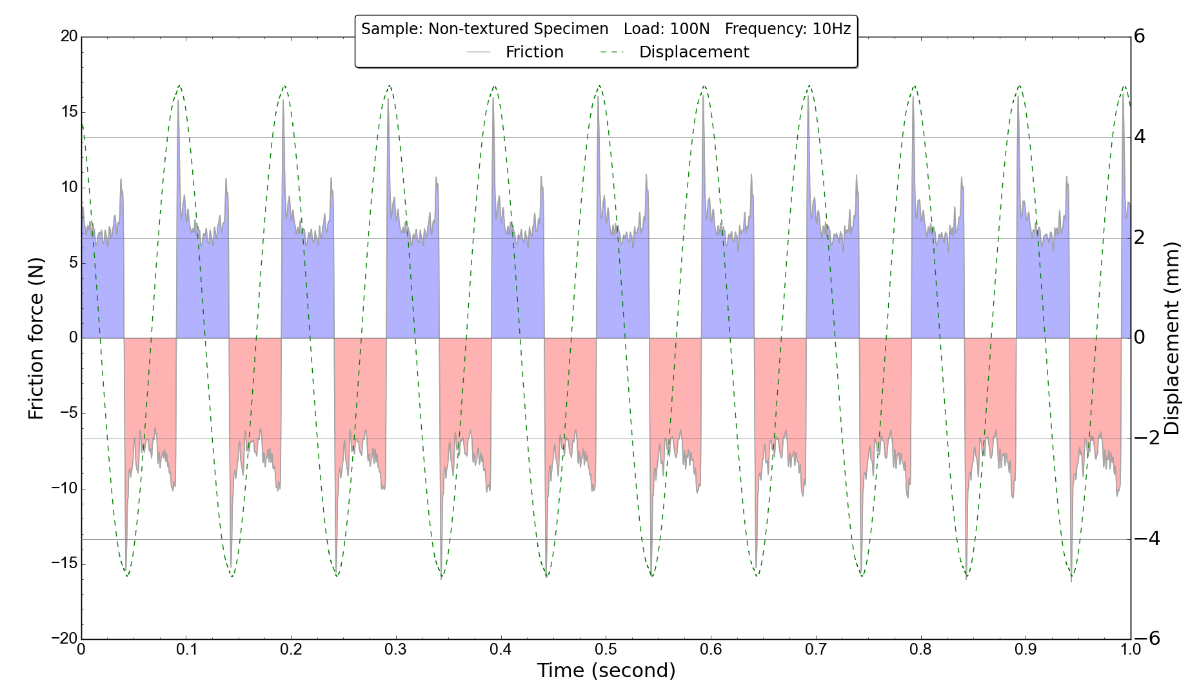 Sample: Non-textured Specimen   Load: 100N   Frequency: 10Hz
Friction   Displacement
20
15
10
5
0
−5
−10
−15
−20
Friction force (N)
6
4
2
0
−2
−4
−6
Displacement (mm)
0   0.1   0.2   0.3   0.4   0.5   0.6   0.7   0.8   0.9   1.0
Time (second)